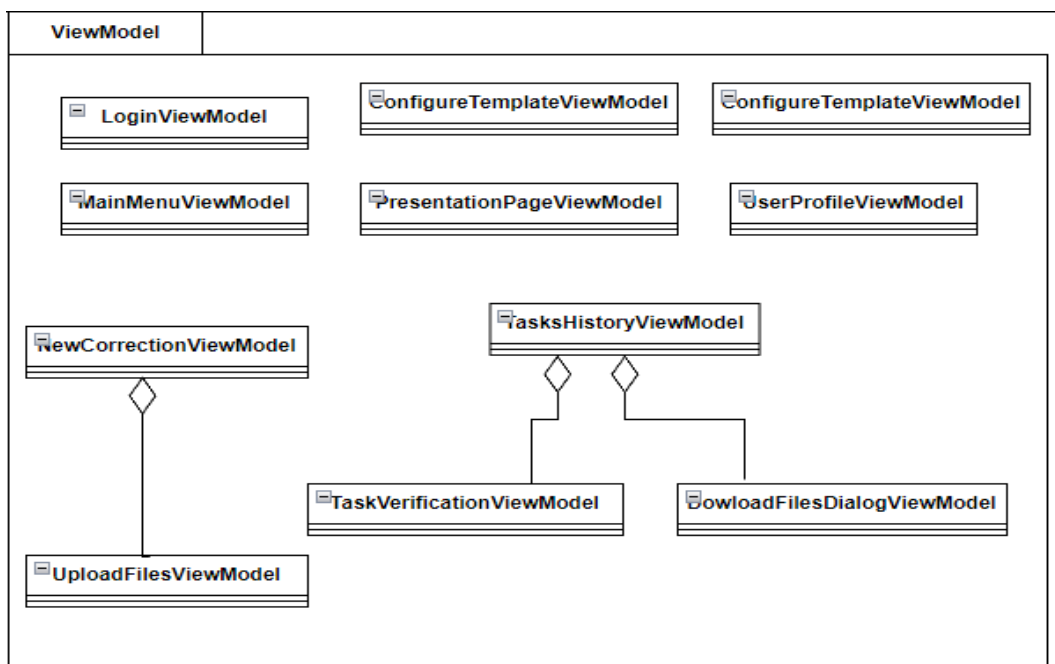 ViewModel
LoginViewModel
ConfigureTemplateViewModel
ConfigureTemplateViewModel
MainMenuViewModel
PresentationPageViewModel
UserProfileViewModel
NewCorrectionViewModel
TasksHistoryViewModel
TaskVerificationViewModel
DowloadFilesDialogViewModel
UploadFilesViewModel